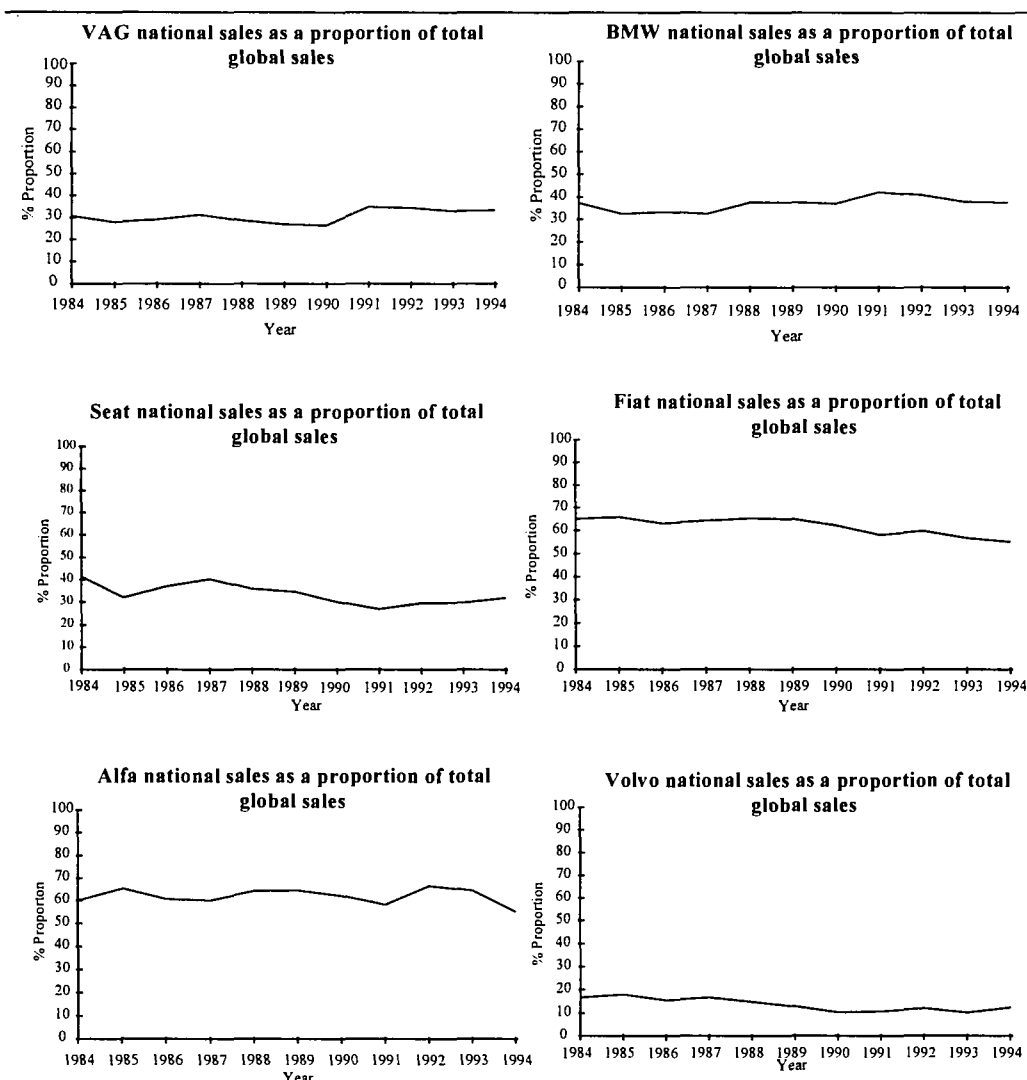 VAG national sales as a proportion of total
global sales
100
90
80
70
60
50
40
30
20
10
0
% Proportion
1984 1985 1986 1987 1988 1989 1990 1991 1992 1993 1994
Year
BMW national sales as a proportion of total
global sales
100
90
80
70
60
50
40
30
20
10
0
% Proportion
1984 1985 1986 1987 1988 1989 1990 1991 1992 1993 1994
Year
Seat national sales as a proportion of total
global sales
100
90
80
70
60
50
40
30
20
10
0
% Proportion
1984 1985 1986 1987 1988 1989 1990 1991 1992 1993 1994
Year
Fiat national sales as a proportion of total
global sales
100
90
80
70
60
50
40
30
20
10
0
% Proportion
1984 1985 1986 1987 1988 1989 1990 1991 1992 1993 1994
Year
Alfa national sales as a proportion of total
global sales
100
90
80
70
60
50
40
30
20
10
0
% Proportion
1984 1985 1986 1987 1988 1989 1990 1991 1992 1993 1994
Year
Volvo national sales as a proportion of total
global sales
100
90
80
70
60
50
40
30
20
10
0
% Proportion
1984 1985 1986 1987 1988 1989 1990 1991 1992 1993 1994
Year